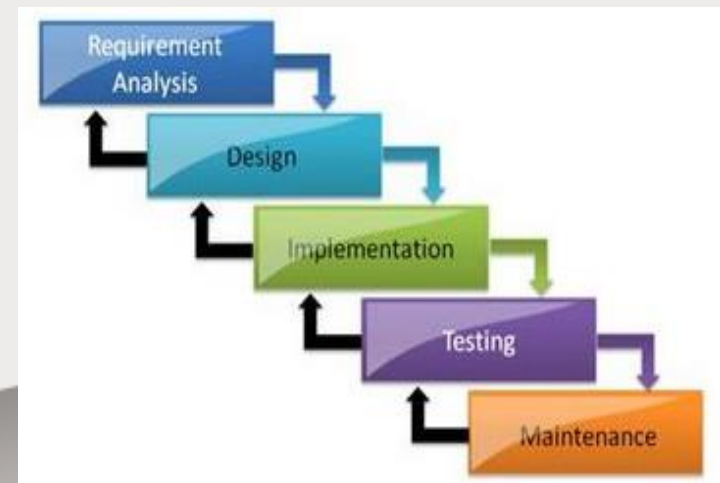 Requirement
Analysis
Design
Implementation
Testing
Maintenance